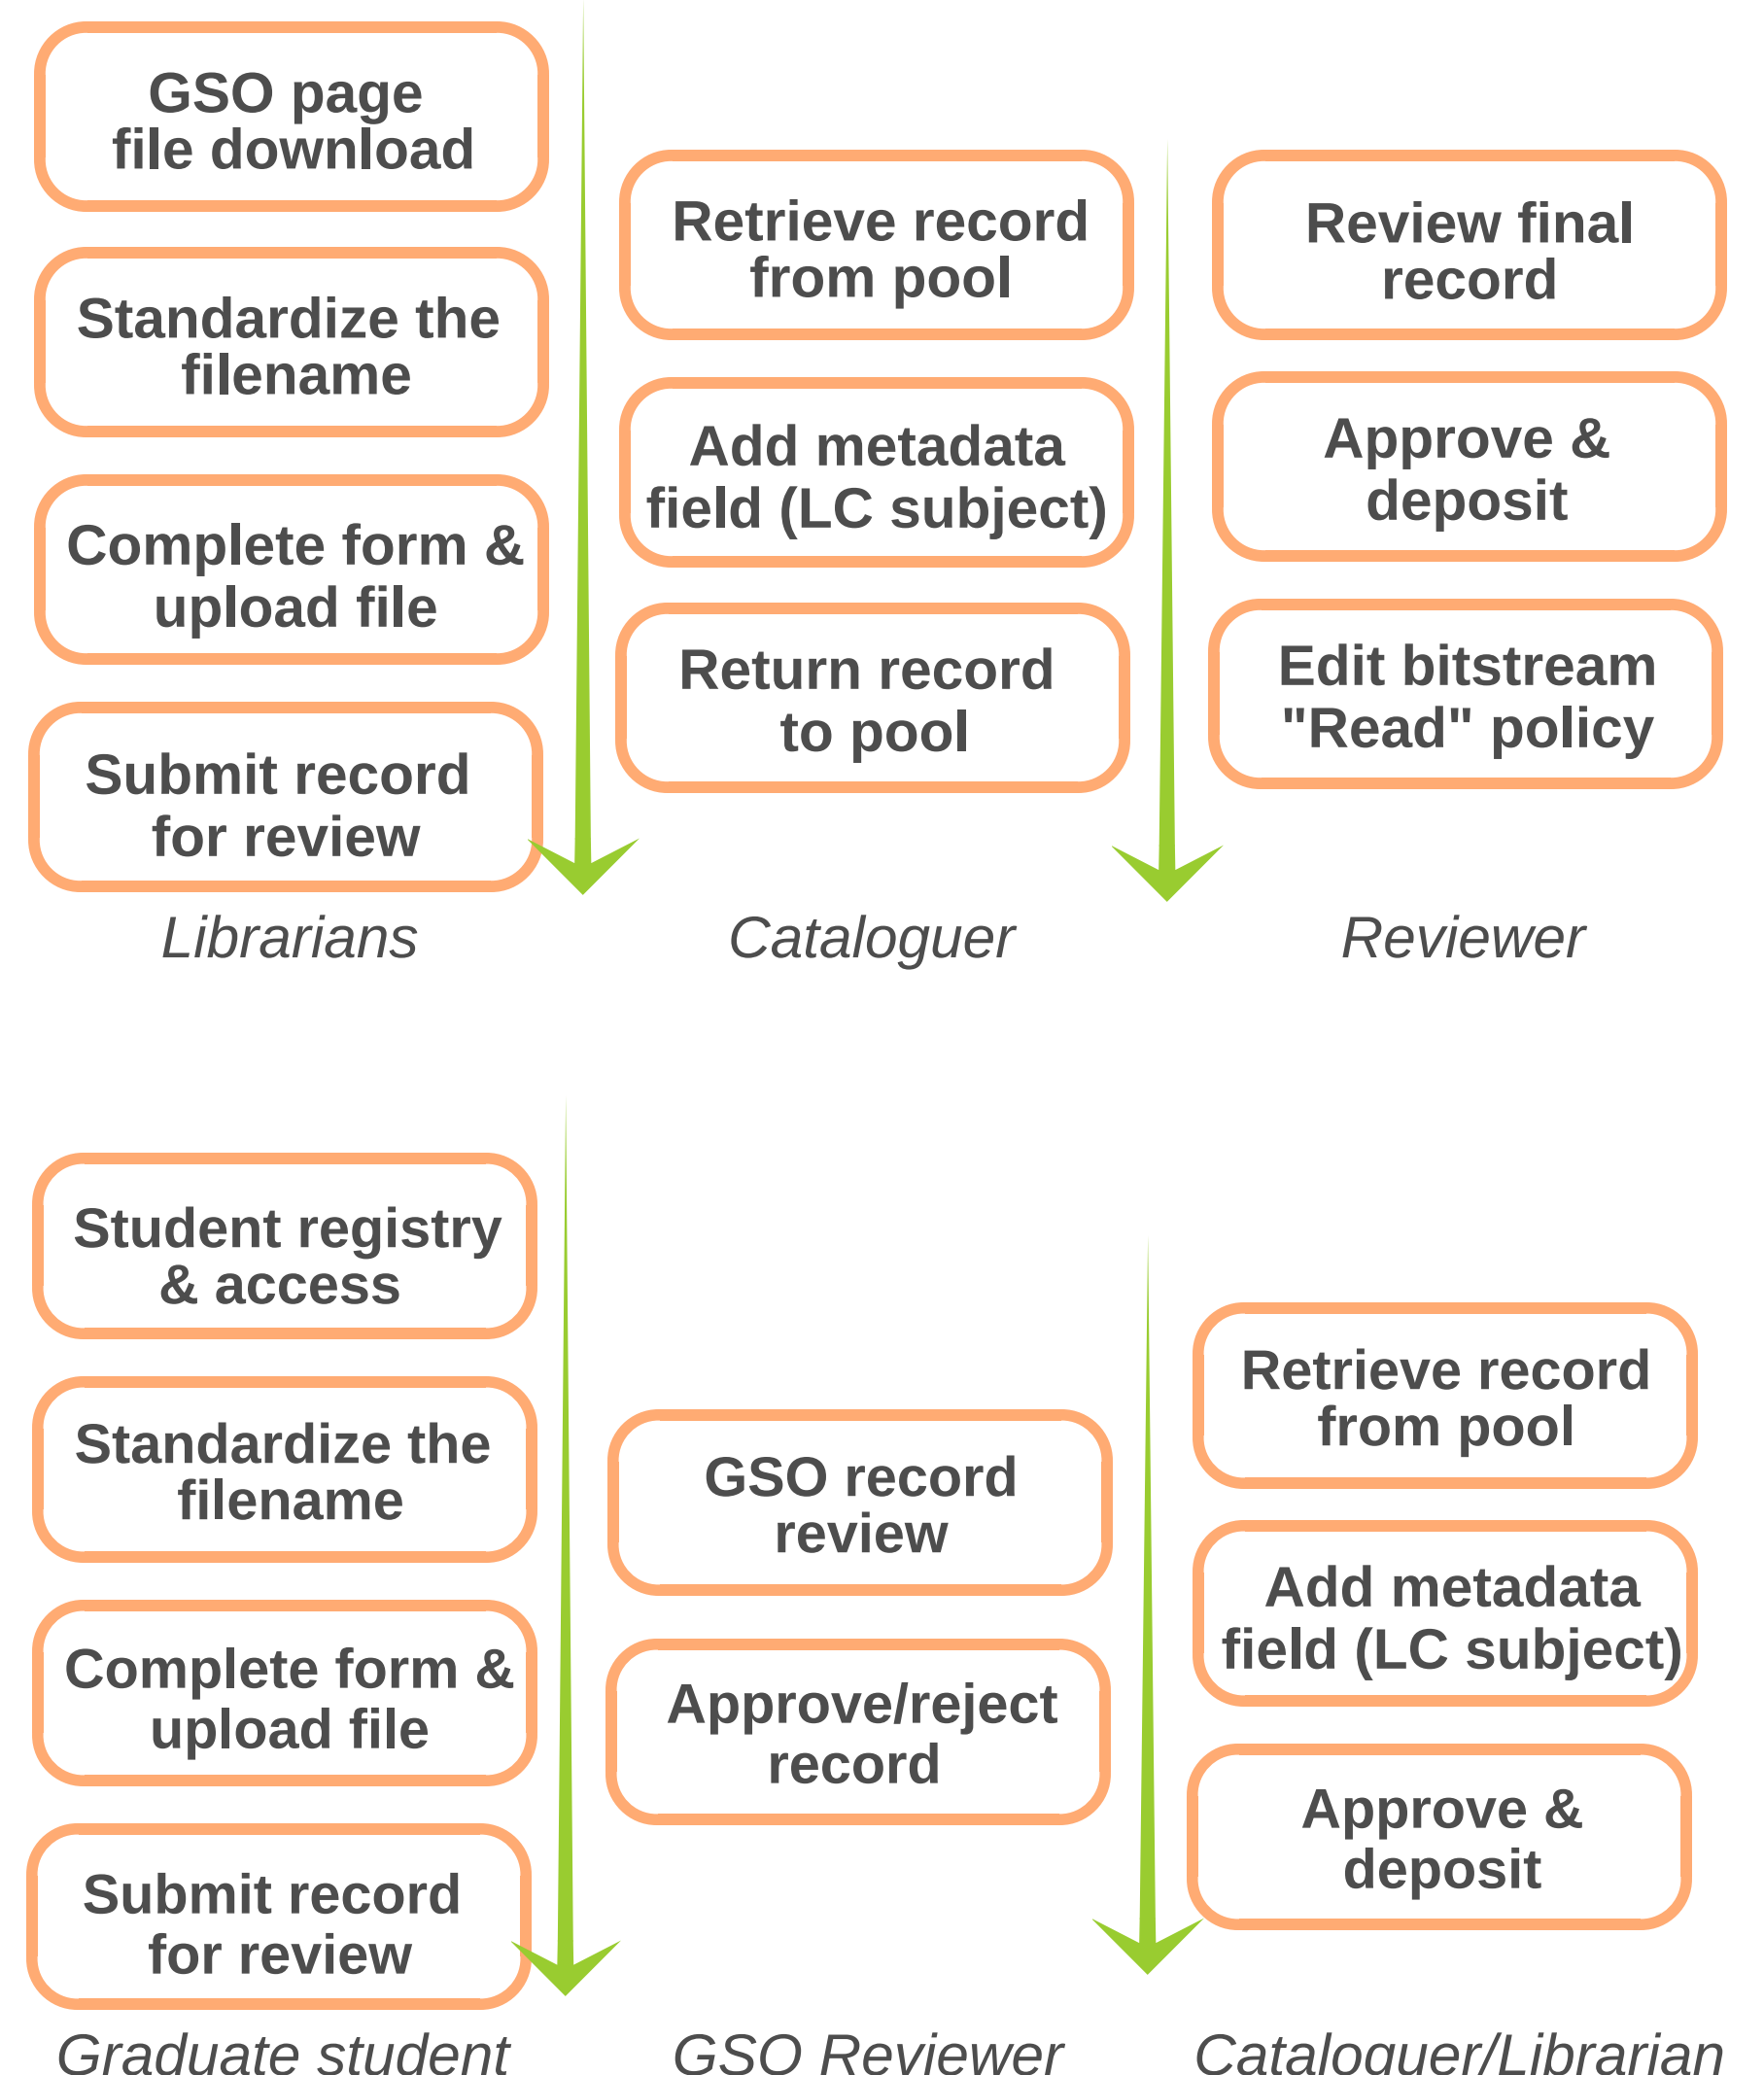 GSO page
file download
Standardize the
filename
Complete form &
upload file
Submit record
for review
Librarians
Retrieve record
from pool
Add metadata
field (LC subject)
Return record
to pool
Cataloguer
Review final
record
Approve &
deposit
Edit bitstream
"Read" policy
Reviewer
Student registry
& access
Standardize the
filename
Complete form &
upload file
Submit record
for review
Graduate student
GSO record
review
Approve/reject
record
GSO Reviewer
Retrieve record
from pool
Add metadata
field (LC subject)
Approve &
deposit
Cataloguer/Librarian